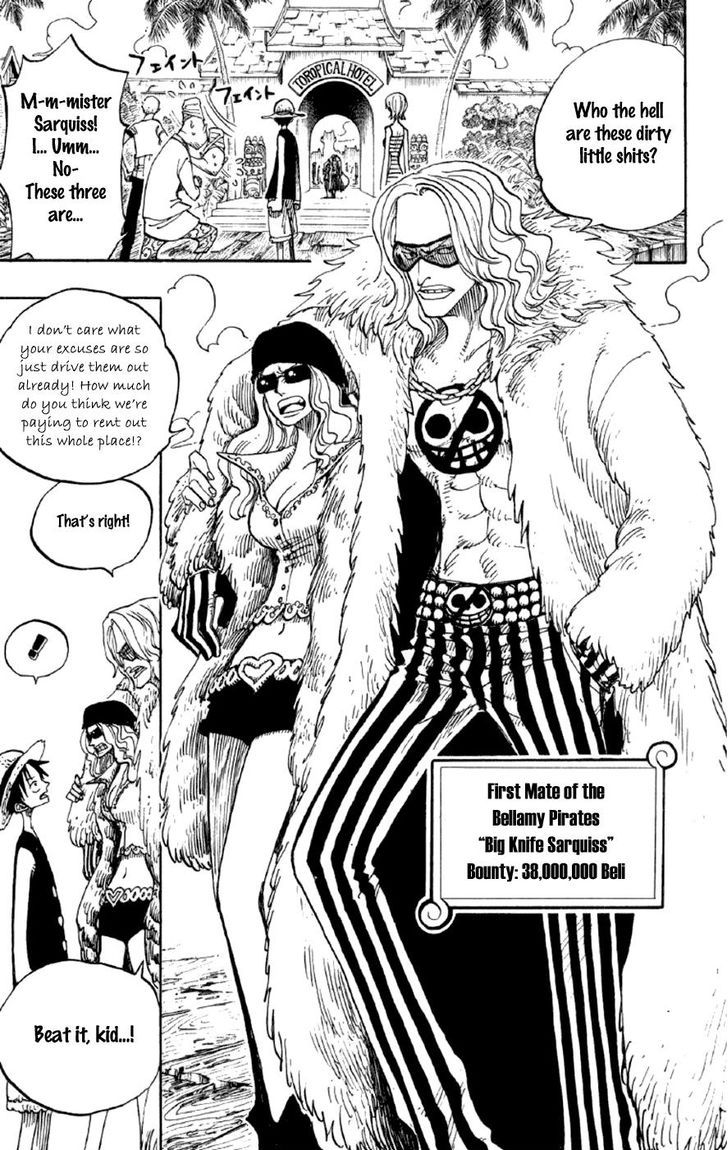 Who the hell
are these dirty
little shits?
TOROPICAL HOTEL
フェイント
フェイント
M-m-mister
Sarquiss!
I... Umm...
No-
These three
are...
I don't care what
your excuses are so
just drive them out
already! How much
do you think we're
paying to rent out
this whole place!?
That's right!
!
First Mate of the
Bellamy Pirates
"Big Knife Sarquiss"
Bounty: 38,000,000 Beli
Beat it, kid...!